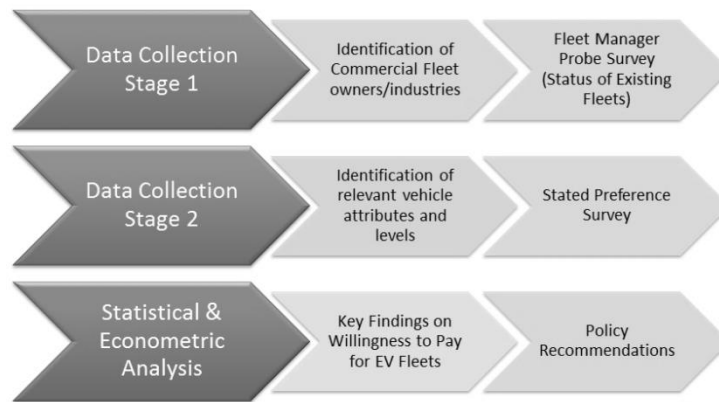 Data Collection
Stage 1
Identification of
Commercial Fleet
owners/industries
Fleet Manager
Probe Survey
(Status of Existing
Fleets)
Data Collection
Stage 2
Identification of
relevant vehicle
attributes and
levels
Stated Preference
Survey
Statistical &
Econometric
Analysis
Key Findings on
Willingness to Pay
for EV Fleets
Policy
Recommendations